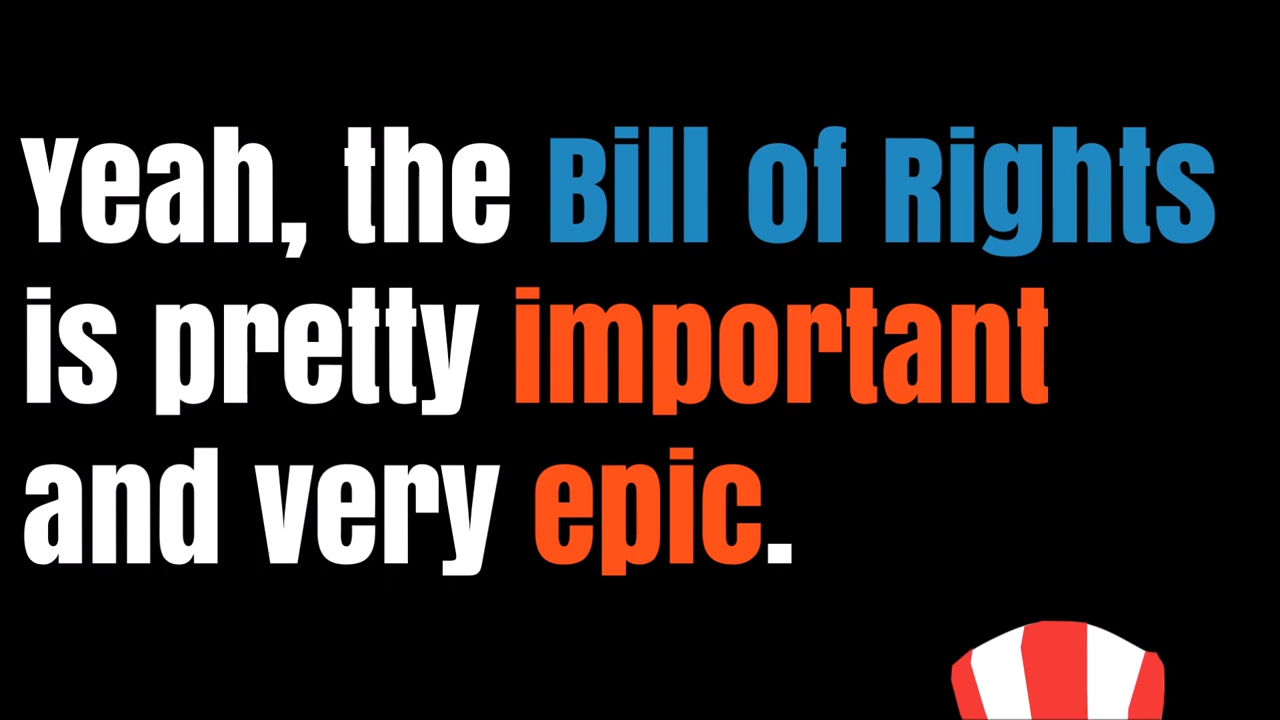 Yeah, the Bill of Rights
is pretty important
and very epic.